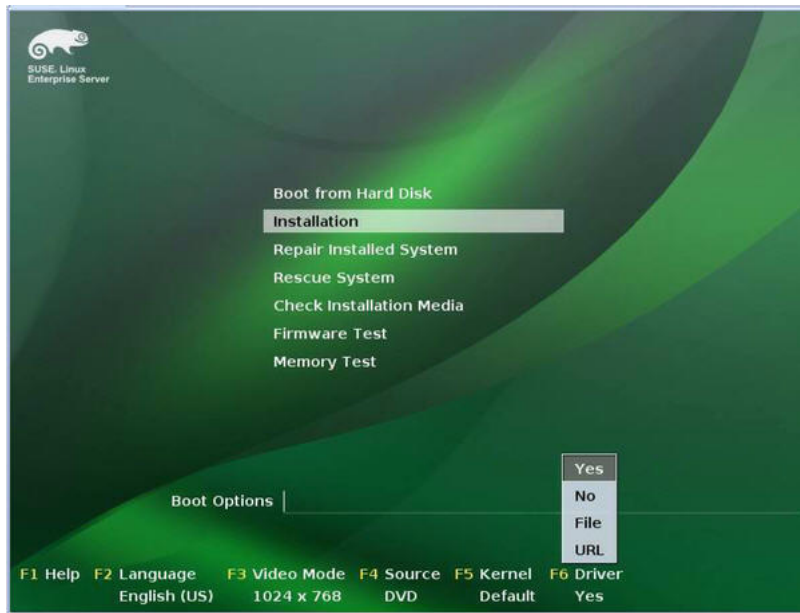 SUSE. Linux
Enterprise Server
Boot from Hard Disk
Installation
Repair Installed System
Rescue System
Check Installation Media
Firmware Test
Memory Test
Yes
No
File
URL
Boot Options
F1 Help F2 Language F3 Video Mode F4 Source F5 Kernel F6 Driver
English (US) 1024 x 768 DVD Default Yes